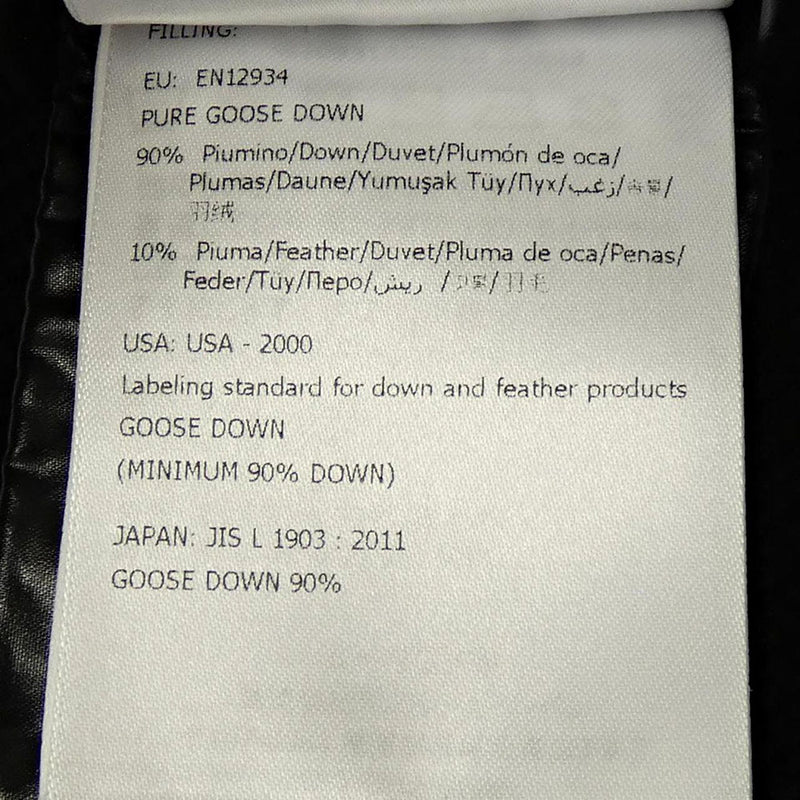 FILLING:
EU: EN12934
PURE GOOSE DOWN
90% Piumino/Down/Duvet/Plumón de oca/
Plumas/Daune/Yumuşak Tüy/Пух/زغب/
羽绒
10% Piuma/Feather/Duvet/Pluma de oca/Penas/
Feder/Tüy/Перо/ريش /羽毛
USA: USA - 2000
Labeling standard for down and feather products
GOOSE DOWN
(MINIMUM 90% DOWN)
JAPAN: JIS L 1903 : 2011
GOOSE DOWN 90%